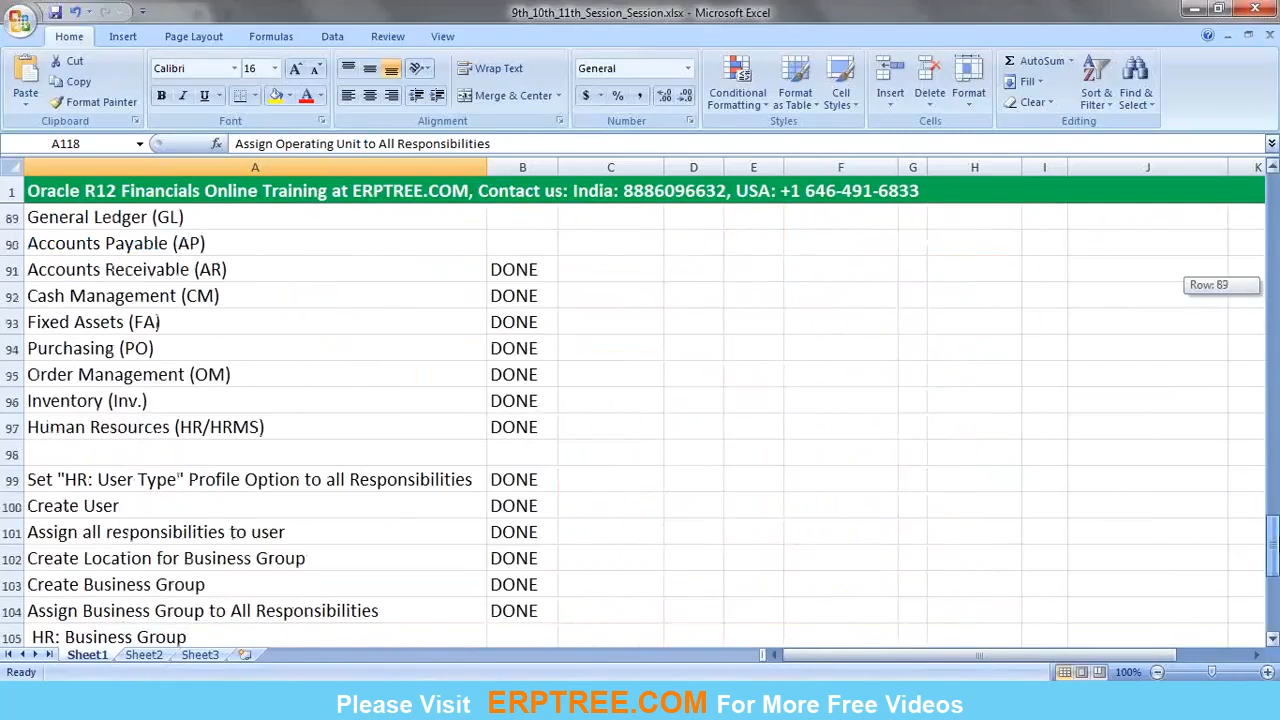 9th_10th_11th_Session_Session.xlsx - Microsoft Excel
Home Insert Page Layout Formulas Data Review View
Paste
Cut
Copy
Format Painter
Clipboard
Calibri 16
B I U
Font
Wrap Text
Merge & Center
Alignment
General
$ % ,
Number
Conditional Formatting
Format as Table
Cell Styles
Styles
Insert Delete Format
Cells
AutoSum
Fill
Clear
Sort & Filter
Find & Select
Editing
A118 fx Assign Operating Unit to All Responsibilities
A B C D E F G H I J K
1 Oracle R12 Financials Online Training at ERPTREE.COM, Contact us: India: 8886096632, USA: +1 646-491-6833
89 General Ledger (GL)
90 Accounts Payable (AP)
91 Accounts Receivable (AR) DONE
Row: 89
92 Cash Management (CM) DONE
93 Fixed Assets (FA) DONE
94 Purchasing (PO) DONE
95 Order Management (OM) DONE
96 Inventory (Inv.) DONE
97 Human Resources (HR/HRMS) DONE
98
99 Set "HR: User Type" Profile Option to all Responsibilities DONE
100 Create User DONE
101 Assign all responsibilities to user DONE
102 Create Location for Business Group DONE
103 Create Business Group DONE
104 Assign Business Group to All Responsibilities DONE
105 HR: Business Group
Sheet1 Sheet2 Sheet3
Ready 100%
Please Visit ERPTREE.COM For More Free Videos